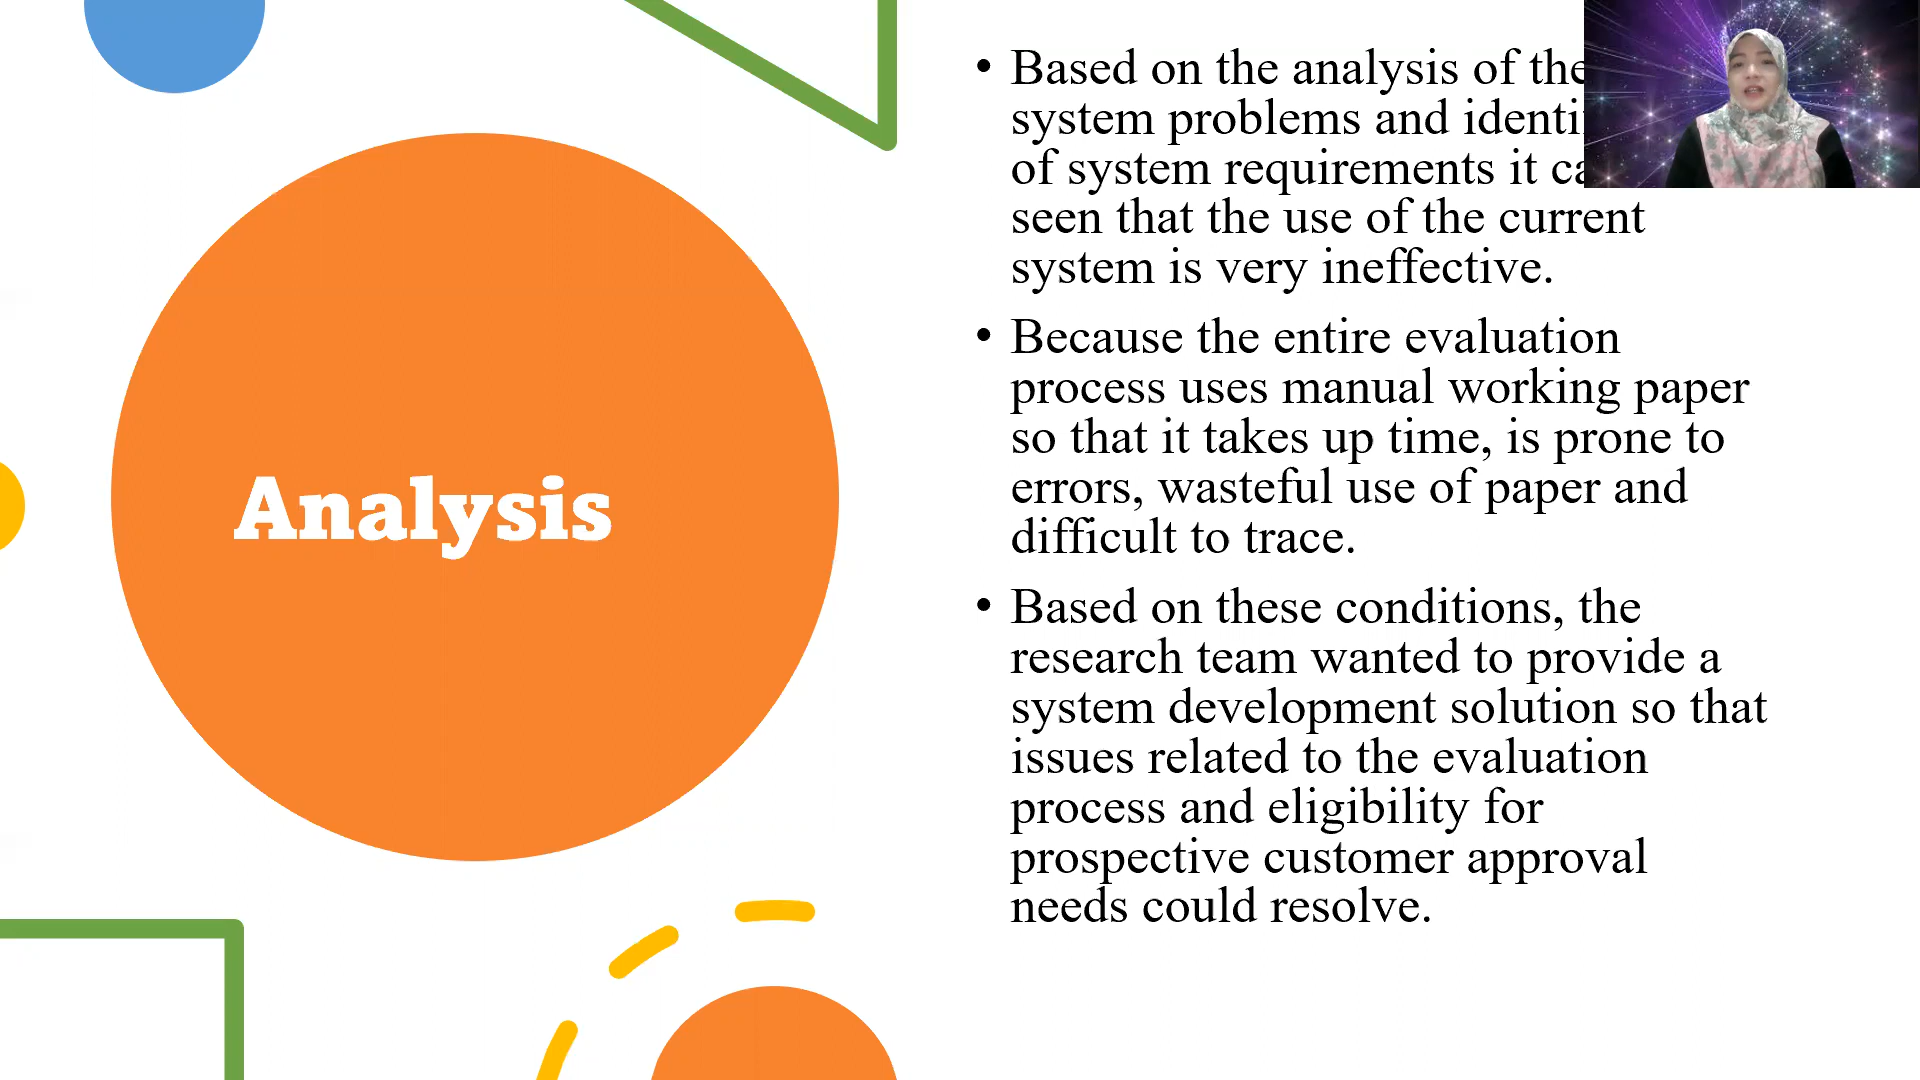 Analysis
• Based on the analysis of the
system problems and
of system requirements it
seen that the use of the current
system is very ineffective.
• Because the entire evaluation
process uses manual working paper
so that it takes up time, is prone to
errors, wasteful use of paper and
difficult to trace.
• Based on these conditions, the
research team wanted to provide a
system development solution so that
issues related to the evaluation
process and eligibility for
prospective customer approval
needs could resolve.